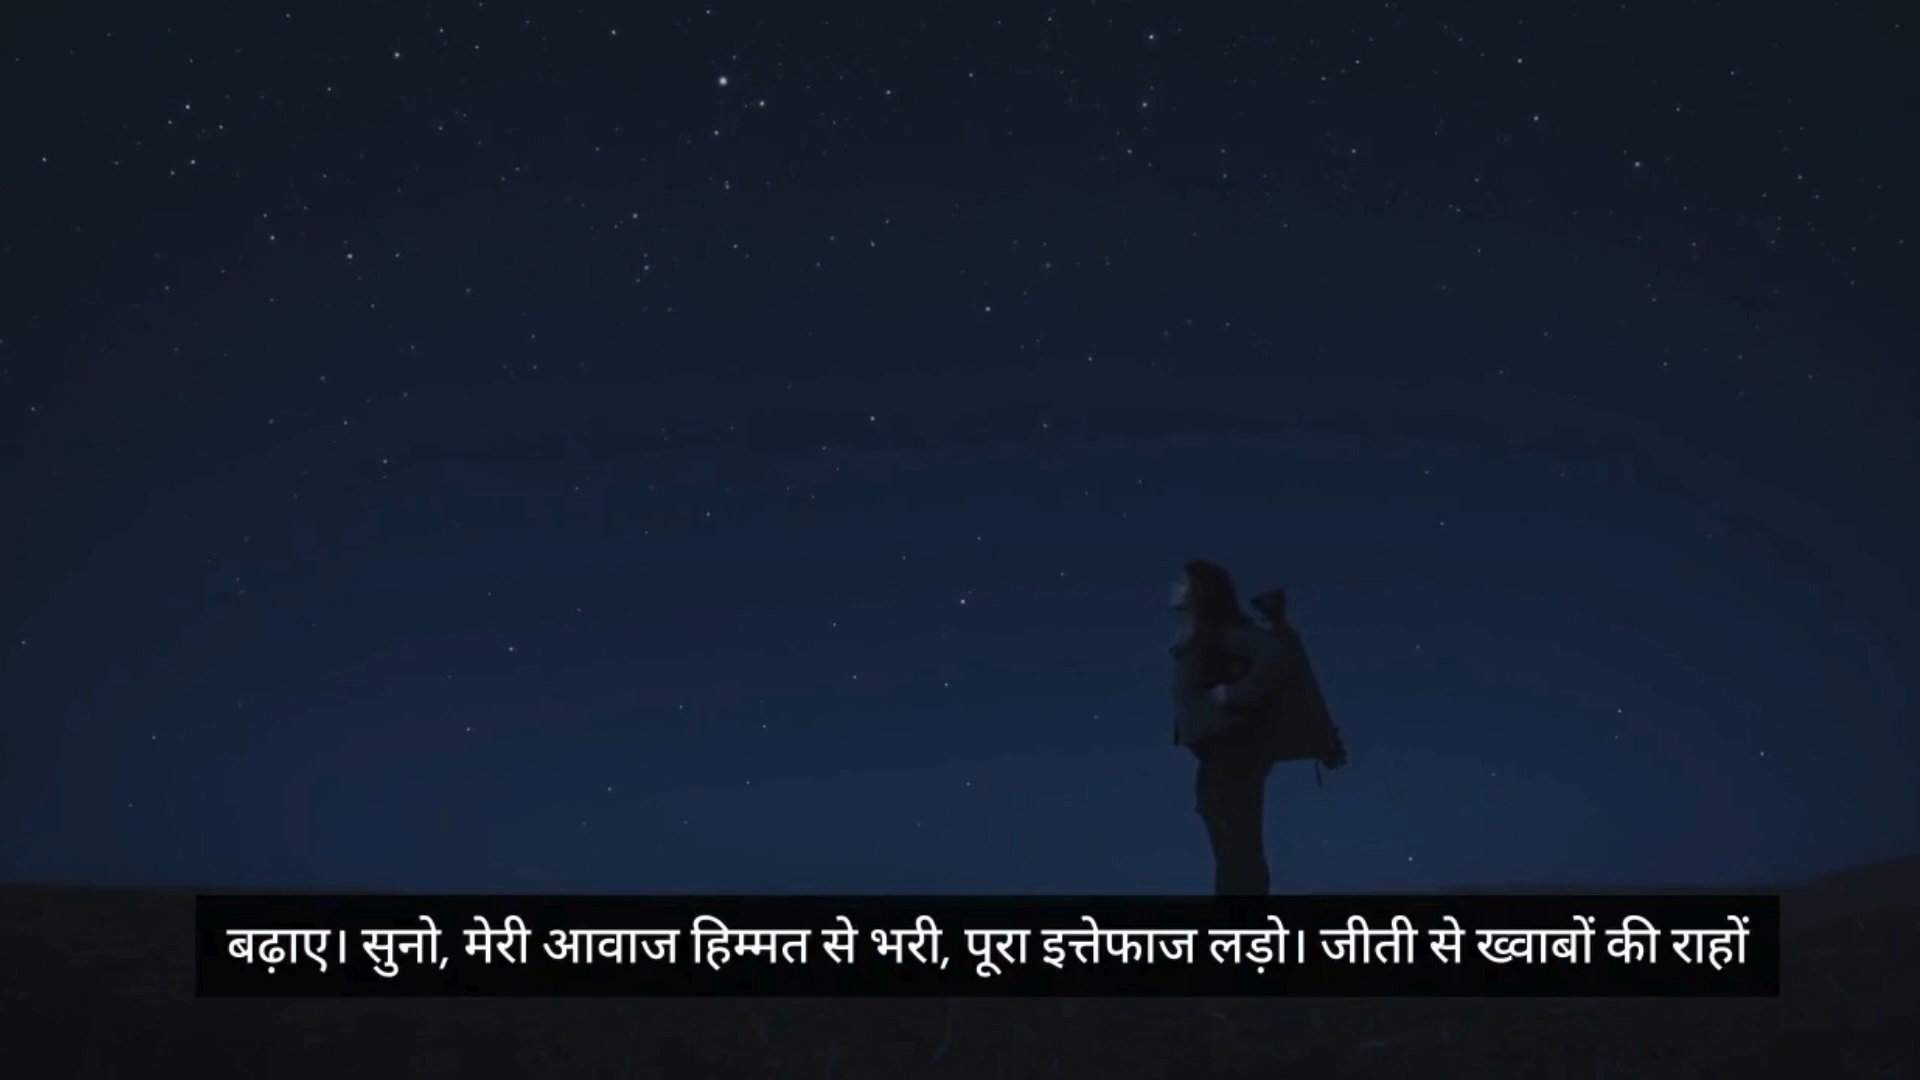 बढ़ाए। सुनो, मेरी आवाज हिम्मत से भरी, पूरा इत्तेफाज लड़ो। जीती से ख्वाबों की राहों